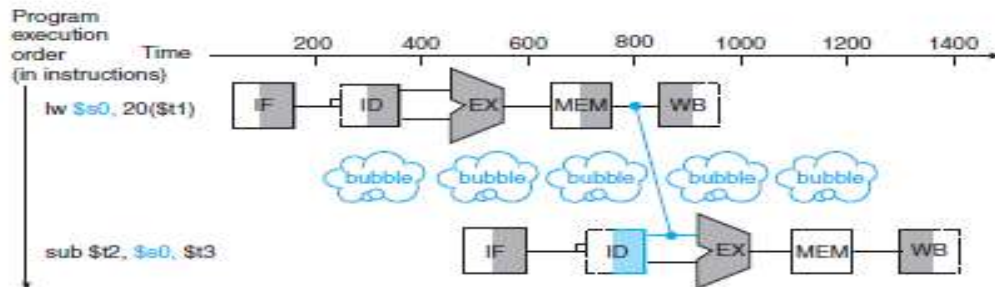 Program
execution
order
(in instructions)
Time
200 400 600 800 1000 1200 1400
lw $s0, 20($t1)
IF ID EX MEM WB
bubble bubble bubble bubble bubble
sub $t2, $s0, $t3
IF ID EX MEM WB